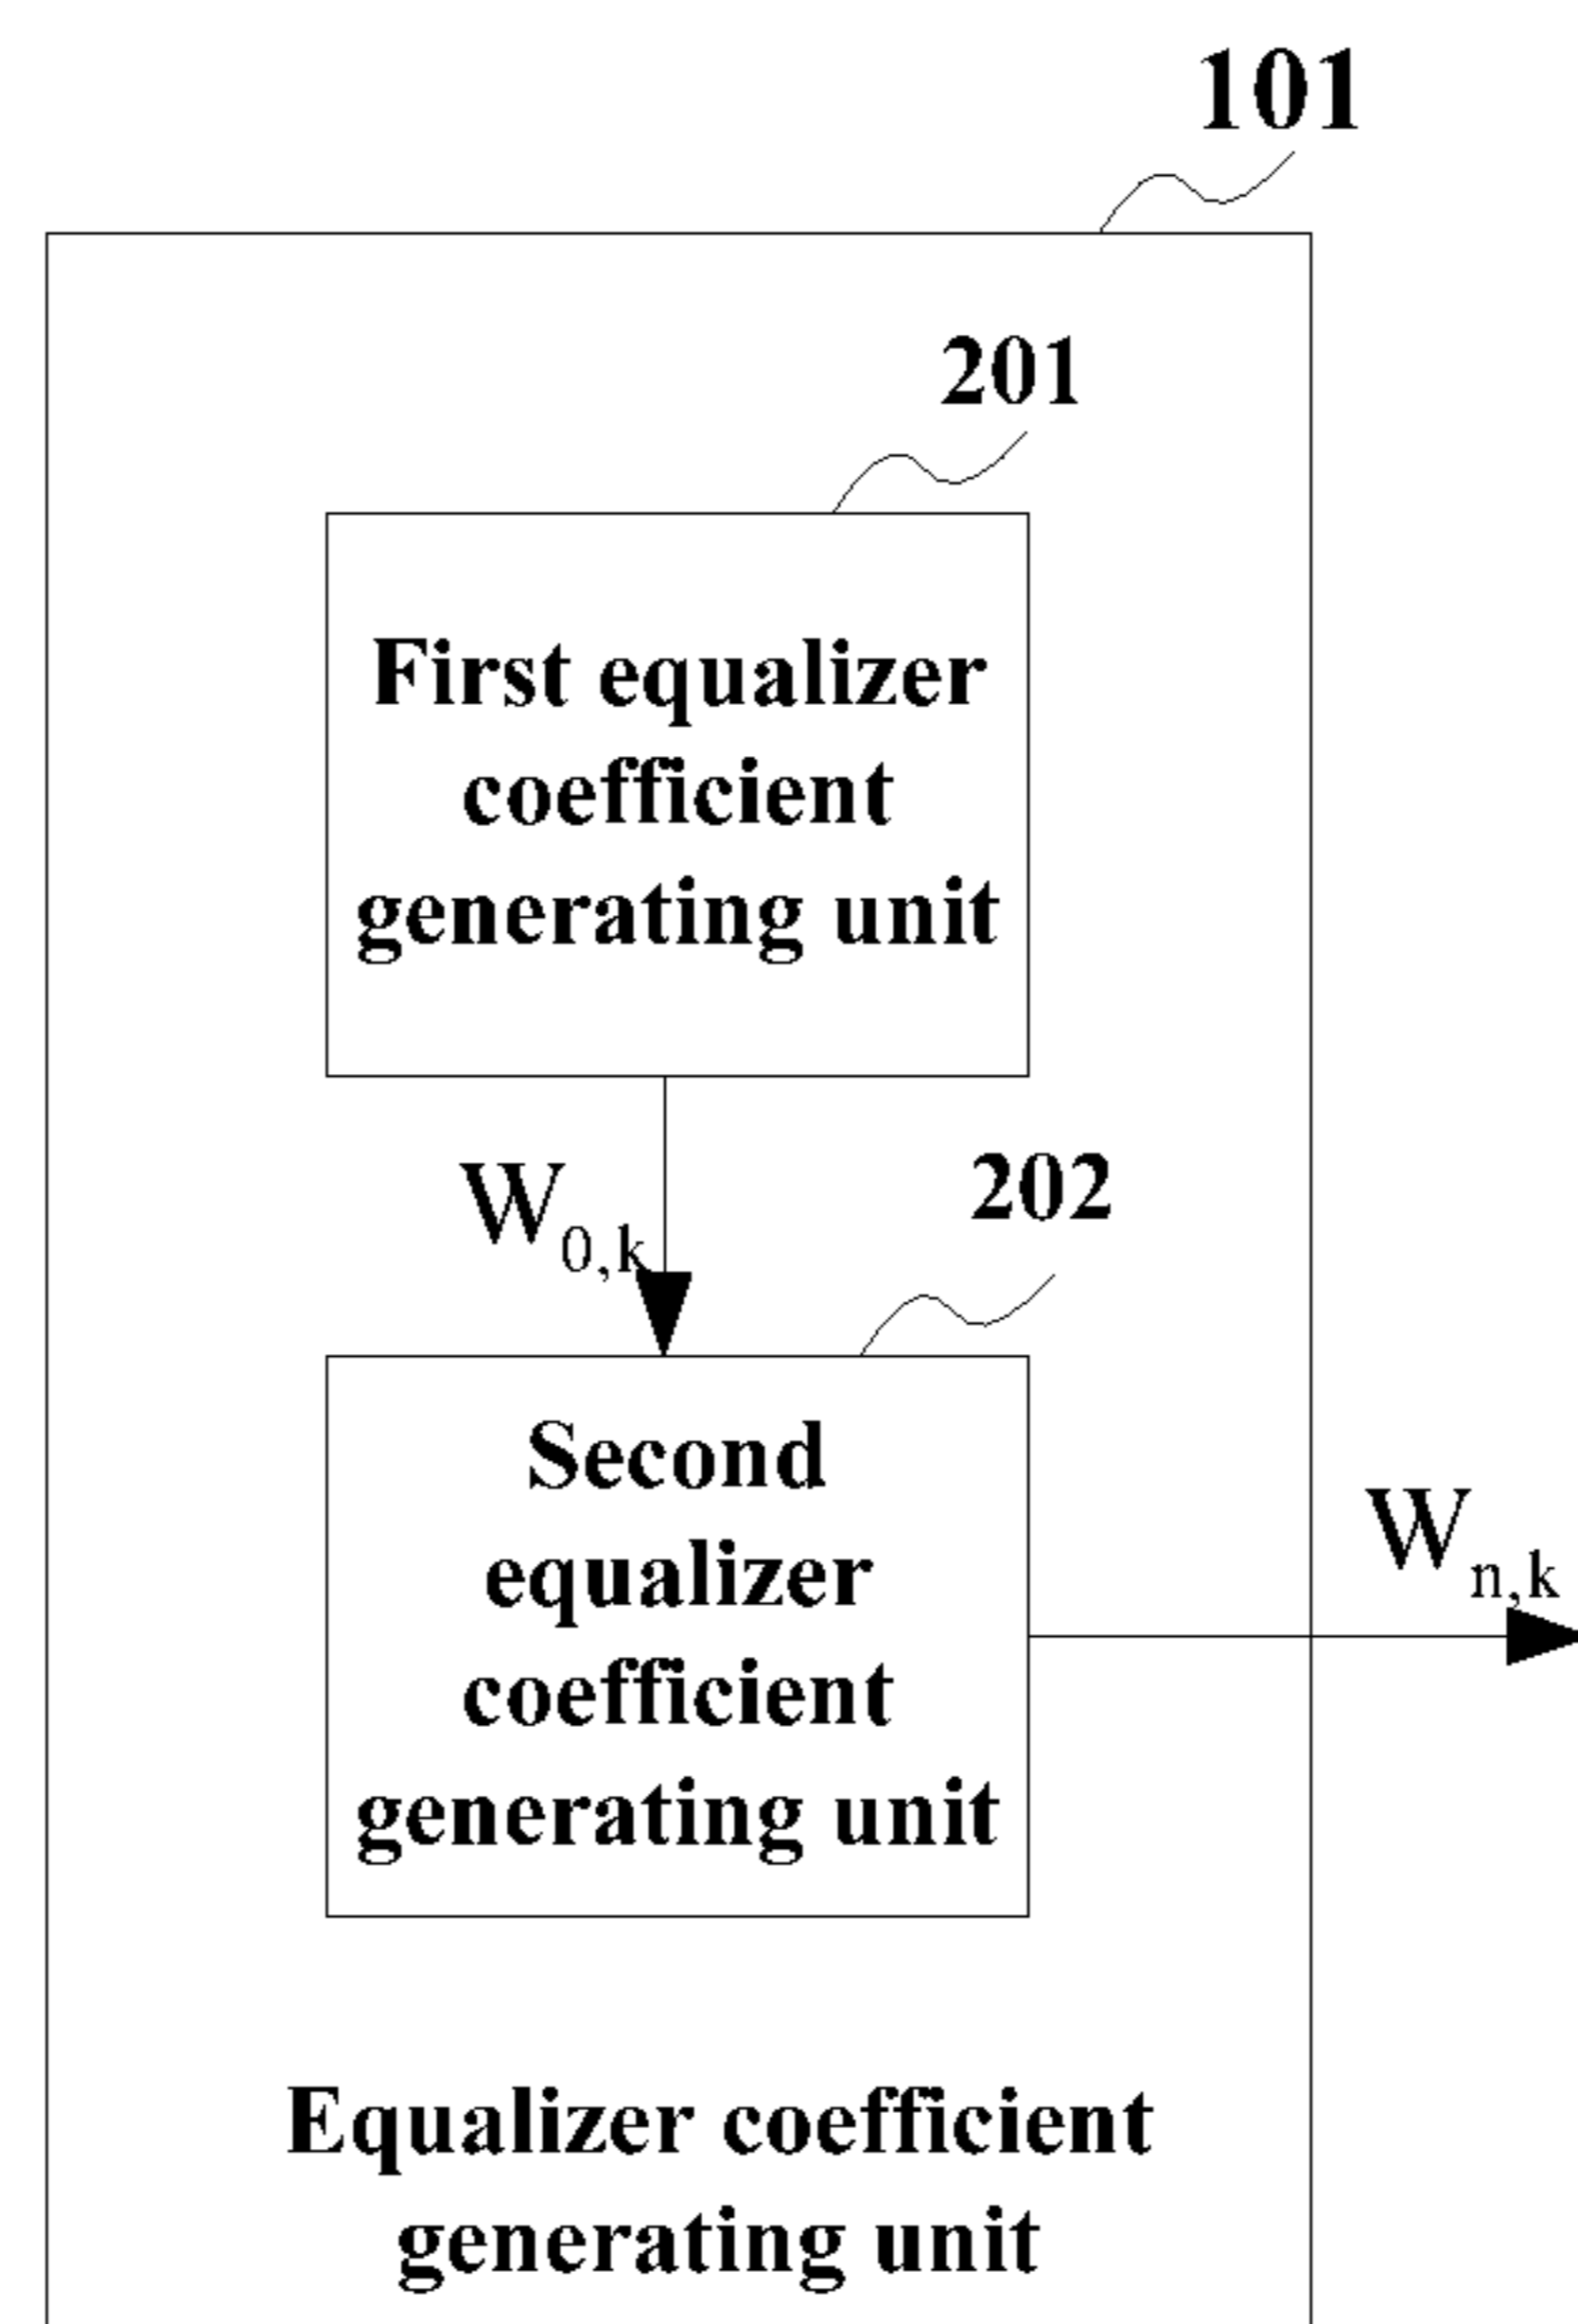 101
201
First equalizer
coefficient
generating unit
W0,k
202
Second
equalizer
coefficient
generating unit
Wn,k
Equalizer coefficient
generating unit